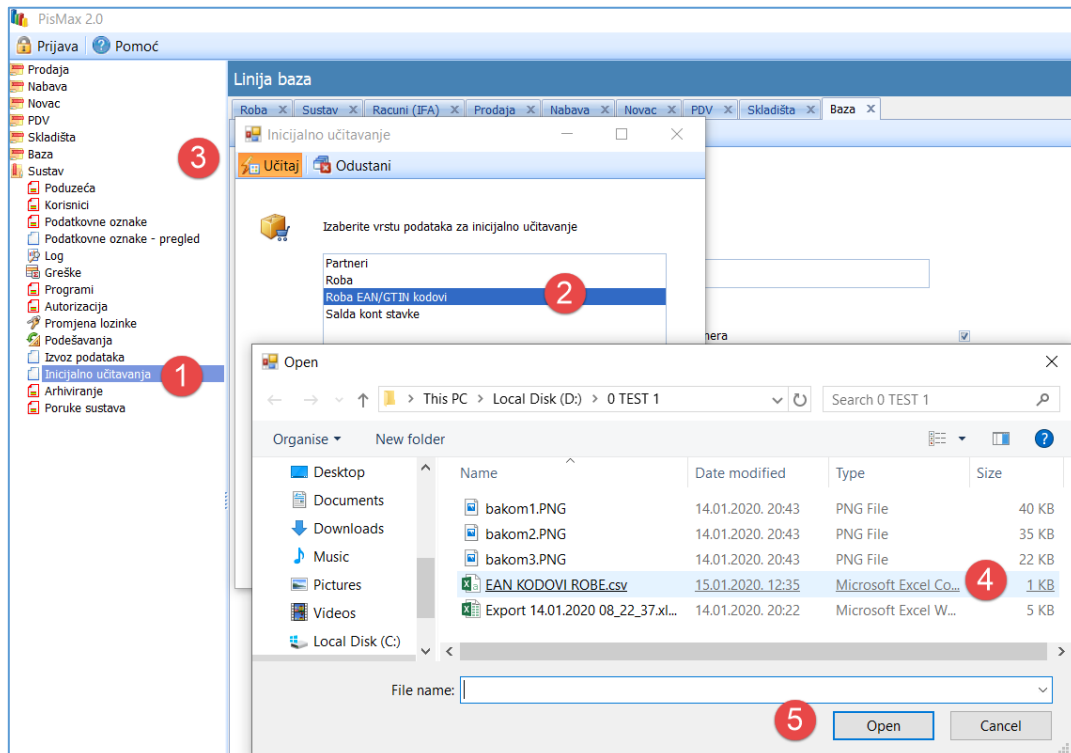 PisMax 2.0
Prijava
Pomoć
Prodaja
Nabava
Novac
PDV
Skladišta
Baza
Sustav
Poduzeća
Korisnici
Podatkovne oznake
Podatkovne oznake - pregled
Log
Greške
Programi
Autorizacija
Promjena lozinke
Podešavanja
Izvoz podataka
Inicijalno učitavanja
1
Arhiviranje
Poruke sustava
Linija baza
Roba X Sustav X Racuni (IFA) X Prodaja X Nabava X Novac X PDV X Skladišta X Baza X
Inicijalno učitavanje
3
Učitaj
Odustani
Izaberite vrstu podataka za inicijalno učitavanje
Partneri
Roba
Roba EAN/GTIN kodovi
2
Salda kont stavke
nera
Open
This PC > Local Disk (D:) > 0 TEST 1
Search 0 TEST 1
Organise
New folder
Desktop
Documents
Downloads
Music
Pictures
Videos
Local Disk (C:)
Name Date modified Type Size
bakom1.PNG 14.01.2020. 20:43 PNG File 40 KB
bakom2.PNG 14.01.2020. 20:43 PNG File 35 KB
bakom3.PNG 14.01.2020. 20:43 PNG File 22 KB
EAN KODOVI ROBE.csv 15.01.2020. 12:35 Microsoft Excel Co... 4 1 KB
Export 14.01.2020 08_22_37.xl... 14.01.2020. 20:22 Microsoft Excel W... 5 KB
File name:
5
Open
Cancel